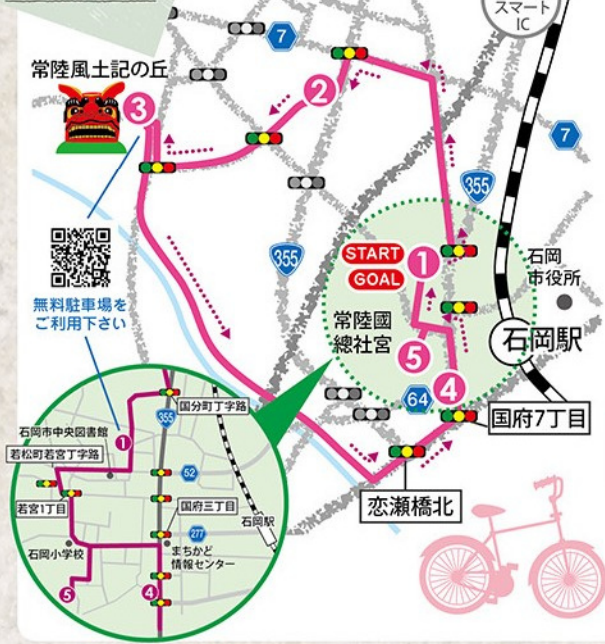 スマート
IC
7
常陸風土記の丘
3
2
7
355
355
START
GOAL
1
石岡
市役所
常陸國
總社宮
5
4
石岡駅
64
無料駐車場を
ご利用下さい
国府7丁目
恋瀬橋北
国分町丁字路
355
石岡市中央図書館
1
若松町若宮丁字路
52
若宮1丁目
国府三丁目
277
石岡駅
石岡小学校
まちかど
情報センター
5
4